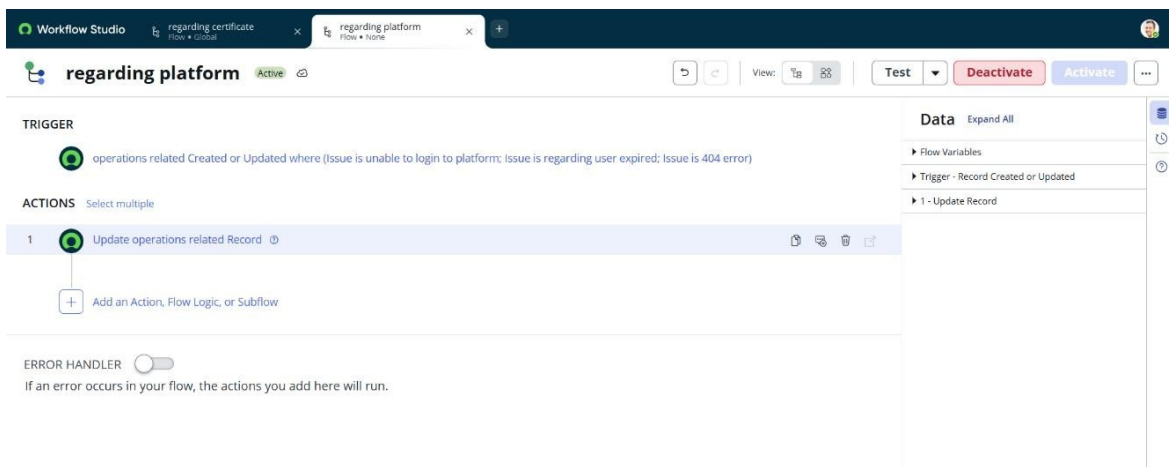 Workflow Studio
regarding certificate
Flow • Global
regarding platform
Flow • None
regarding platform Active
View:
Test
Deactivate
Activate
TRIGGER
operations related Created or Updated where (Issue is unable to login to platform; Issue is regarding user expired; Issue is 404 error)
ACTIONS Select multiple
1 Update operations related Record
Add an Action, Flow Logic, or Subflow
ERROR HANDLER
If an error occurs in your flow, the actions you add here will run.
Data Expand All
Flow Variables
Trigger - Record Created or Updated
1 - Update Record